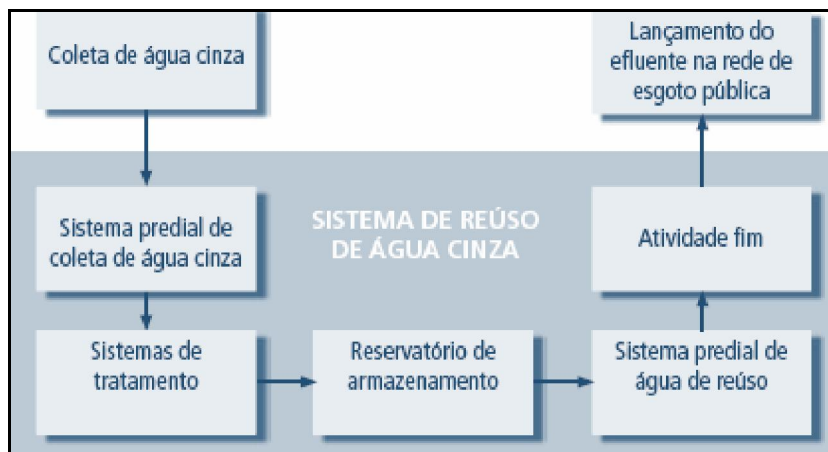 Coleta de água cinza
Lançamento do
efluente na rede de
esgoto pública
Sistema predial de
coleta de água cinza
SISTEMA DE REÚSO
DE ÁGUA CINZA
Atividade fim
Sistemas de
tratamento
Reservatório de
armazenamento
Sistema predial de
água de reúso